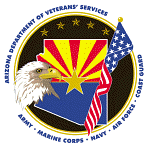 ARIZONA DEPARTMENT OF VETERANS' SERVICES
ARMY • MARINE CORPS • NAVY • AIR FORCE • COAST GUARD